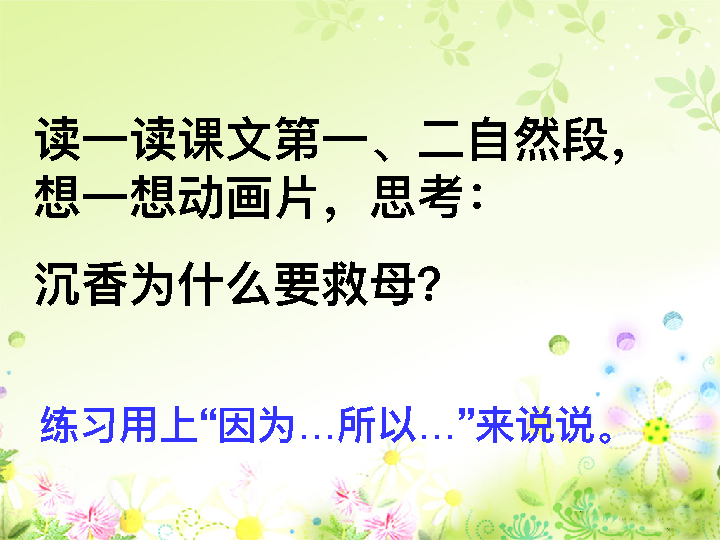 读一读课文第一、二自然段，
想一想动画片，思考：
沉香为什么要救母？
练习用上“因为…所以…”来说说。